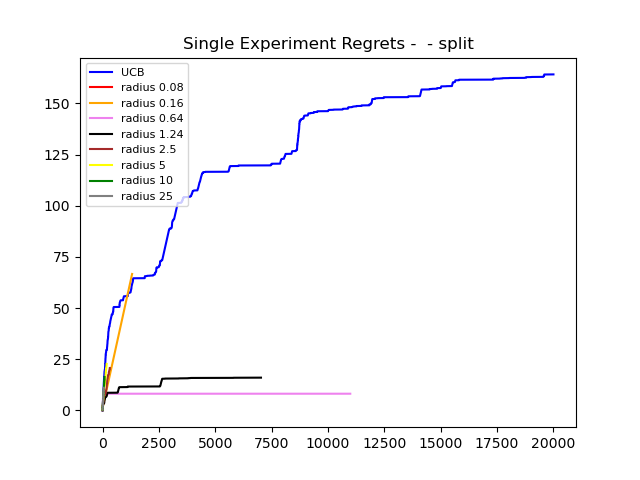 Single Experiment Regrets -  - split
UCB
radius 0.08
radius 0.16
radius 0.64
radius 1.24
radius 2.5
radius 5
radius 10
radius 25
150
125
100
75
50
25
0
0 2500 5000 7500 10000 12500 15000 17500 20000